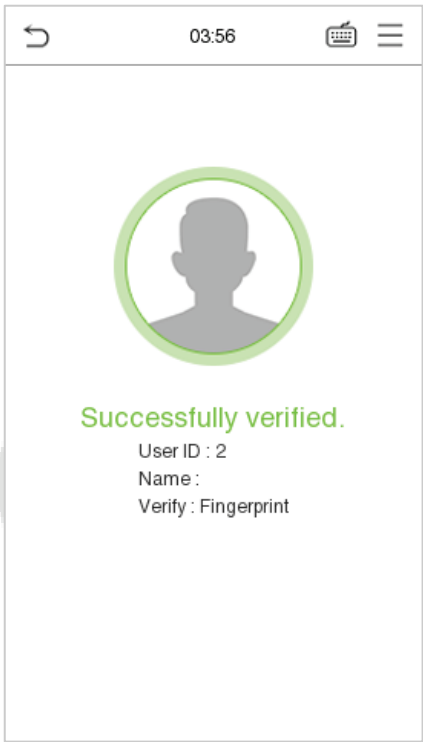 03:56
Successfully verified.
User ID : 2
Name :
Verify : Fingerprint